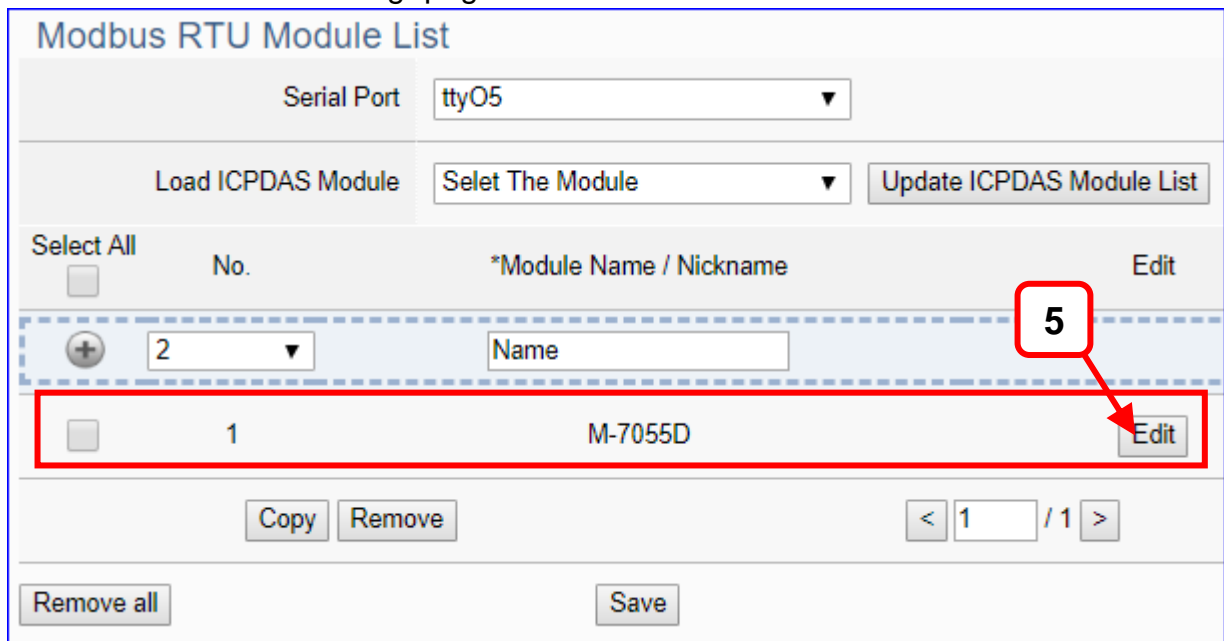 Modbus RTU Module List
Serial Port ttyO5 ▼
Load ICPDAS Module Selet The Module ▼ Update ICPDAS Module List
Select All No. *Module Name / Nickname Edit
5
2 ▼ Name
1 M-7055D Edit
Copy Remove < 1 / 1 >
Remove all Save